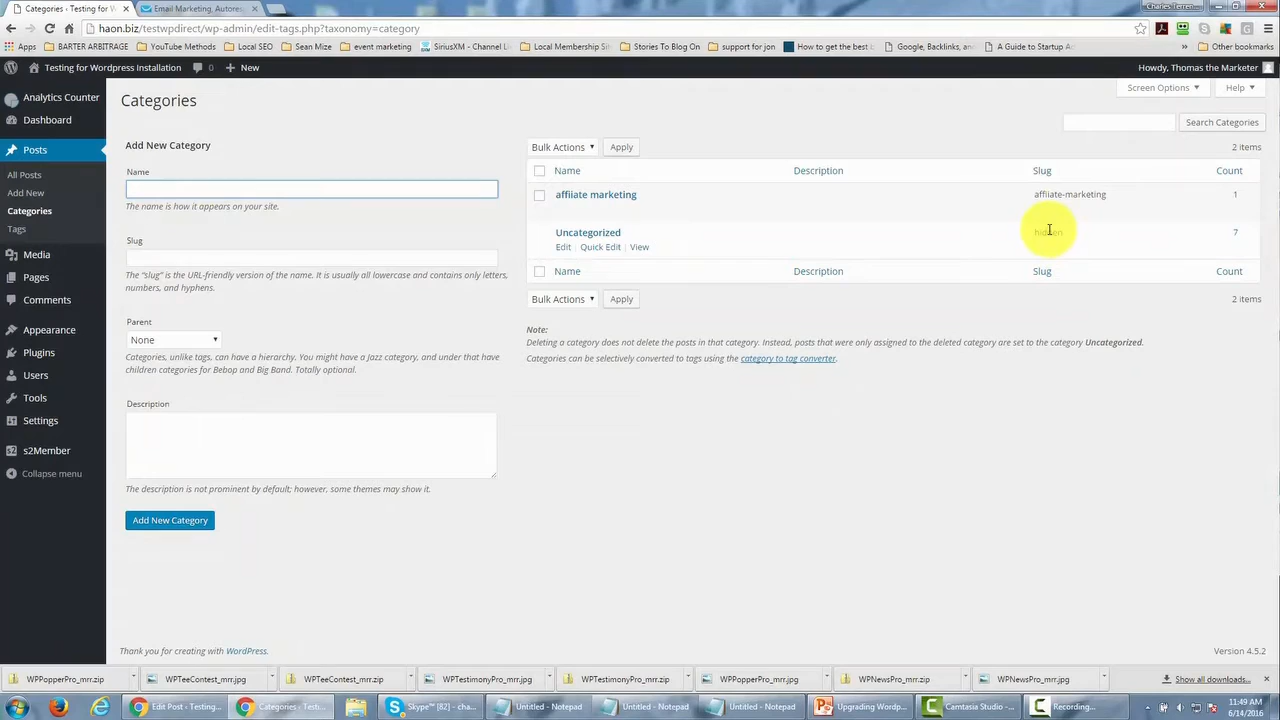 Categories ‹ Testing for W
Email Marketing, Autores
Charles Terren
haon.biz/testwpdirect/wp-admin/edit-tags.php?taxonomy=category
Apps
BARTER ARBITRAGE
YouTube Methods
Local SEO
Sean Mize
event marketing
SiriusXM - Channel Li
Local Membership Sit
Stories To Blog On
support for jon
How to get the best
Google, Backlinks, an
A Guide to Startup Ac
»
Other bookmarks
Testing for Wordpress Installation
0
+ New
Howdy, Thomas the Marketer
Analytics Counter
Dashboard
Posts
All Posts
Add New
Categories
Tags
Media
Pages
Comments
Appearance
Plugins
Users
Tools
Settings
s2Member
Collapse menu
Screen Options
Help
Categories
Search Categories
Add New Category
Name
The name is how it appears on your site.
Slug
The “slug” is the URL-friendly version of the name. It is usually all lowercase and contains only letters,
numbers, and hyphens.
Parent
None
Categories, unlike tags, can have a hierarchy. You might have a Jazz category, and under that have
children categories for Bebop and Big Band. Totally optional.
Description
The description is not prominent by default; however, some themes may show it.
Add New Category
Bulk Actions
Apply
2 items
Name Description Slug Count
affiiate marketing affiiate-marketing 1
Uncategorized hidden 7
Edit | Quick Edit | View
Name Description Slug Count
Bulk Actions
Apply
2 items
Note:
Deleting a category does not delete the posts in that category. Instead, posts that were only assigned to the deleted category are set to the category Uncategorized.
Categories can be selectively converted to tags using the category to tag converter.
Thank you for creating with WordPress.
Version 4.5.2
WPPopperPro_mrr.zip
WPTeeContest_mrr.jpg
WPTeeContest_mrr.zip
WPTestimonyPro_mrr.jpg
WPTestimonyPro_mrr.zip
WPPopperPro_mrr.jpg
WPNewsPro_mrr.zip
WPNewsPro_mrr.jpg
Show all downloads...
Edit Post ‹ Testing...
Categories ‹ Testin...
Skype™ [82] - cha...
Untitled - Notepad
Untitled - Notepad
Untitled - Notepad
Upgrading Wordpr...
Camtasia Studio -...
Recording...
11:49 AM
6/14/2016